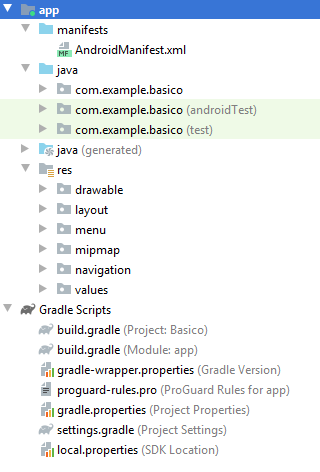 app
manifests
AndroidManifest.xml
java
com.example.basico
com.example.basico (androidTest)
com.example.basico (test)
java (generated)
res
drawable
layout
menu
mipmap
navigation
values
Gradle Scripts
build.gradle (Project: Basico)
build.gradle (Module: app)
gradle-wrapper.properties (Gradle Version)
proguard-rules.pro (ProGuard Rules for app)
gradle.properties (Project Properties)
settings.gradle (Project Settings)
local.properties (SDK Location)